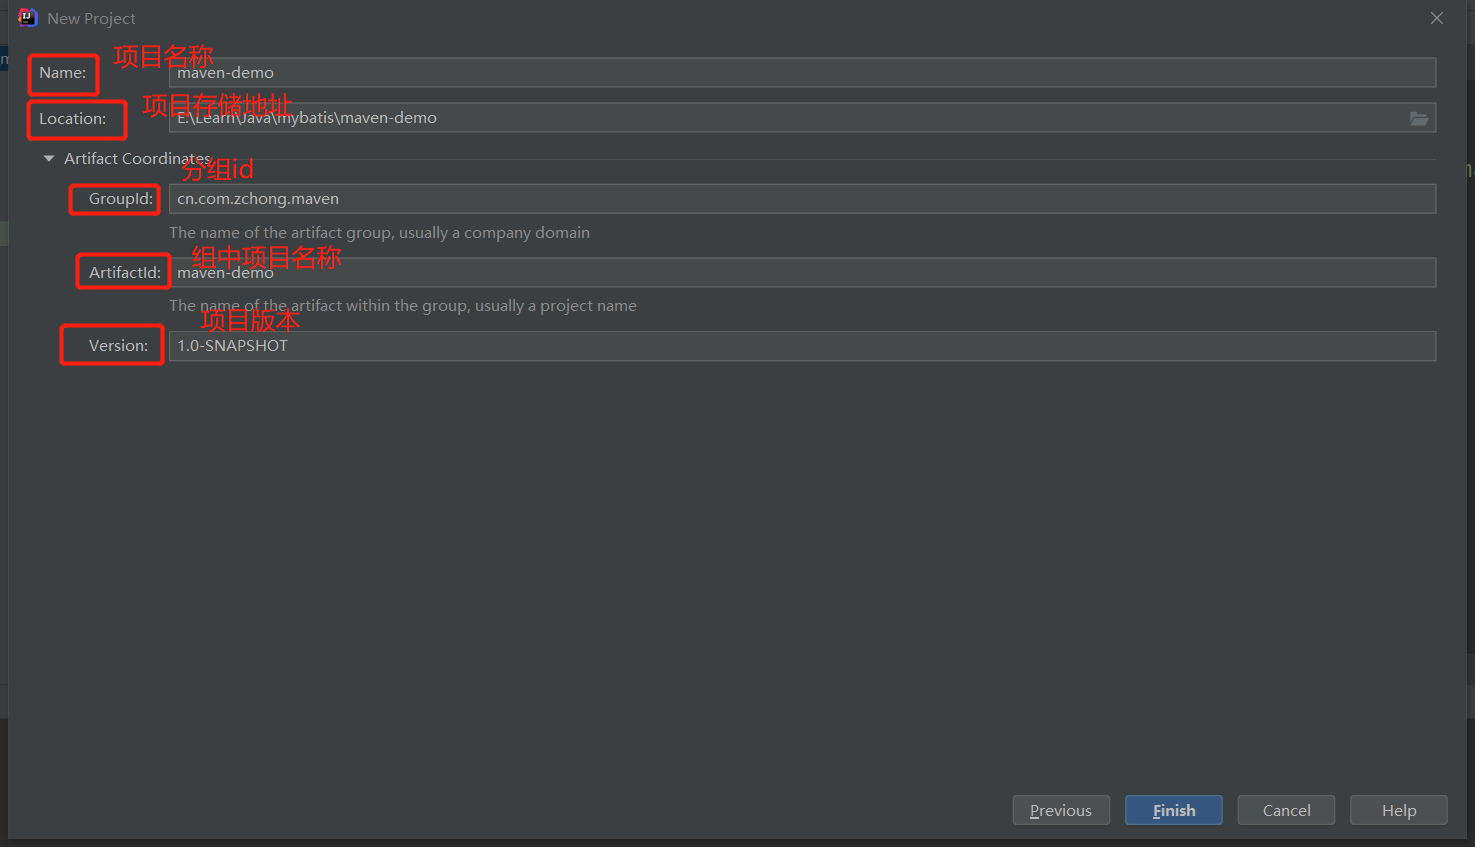 New Project
项目名称
Name: maven-demo
项目存储地址
Location: E:\Learn\Java\mybatis\maven-demo
Artifact Coordinates
分组id
GroupId: cn.com.zchong.maven
The name of the artifact group, usually a company domain
组中项目名称
ArtifactId: maven-demo
The name of the artifact within the group, usually a project name
项目版本
Version: 1.0-SNAPSHOT
Previous Finish Cancel Help